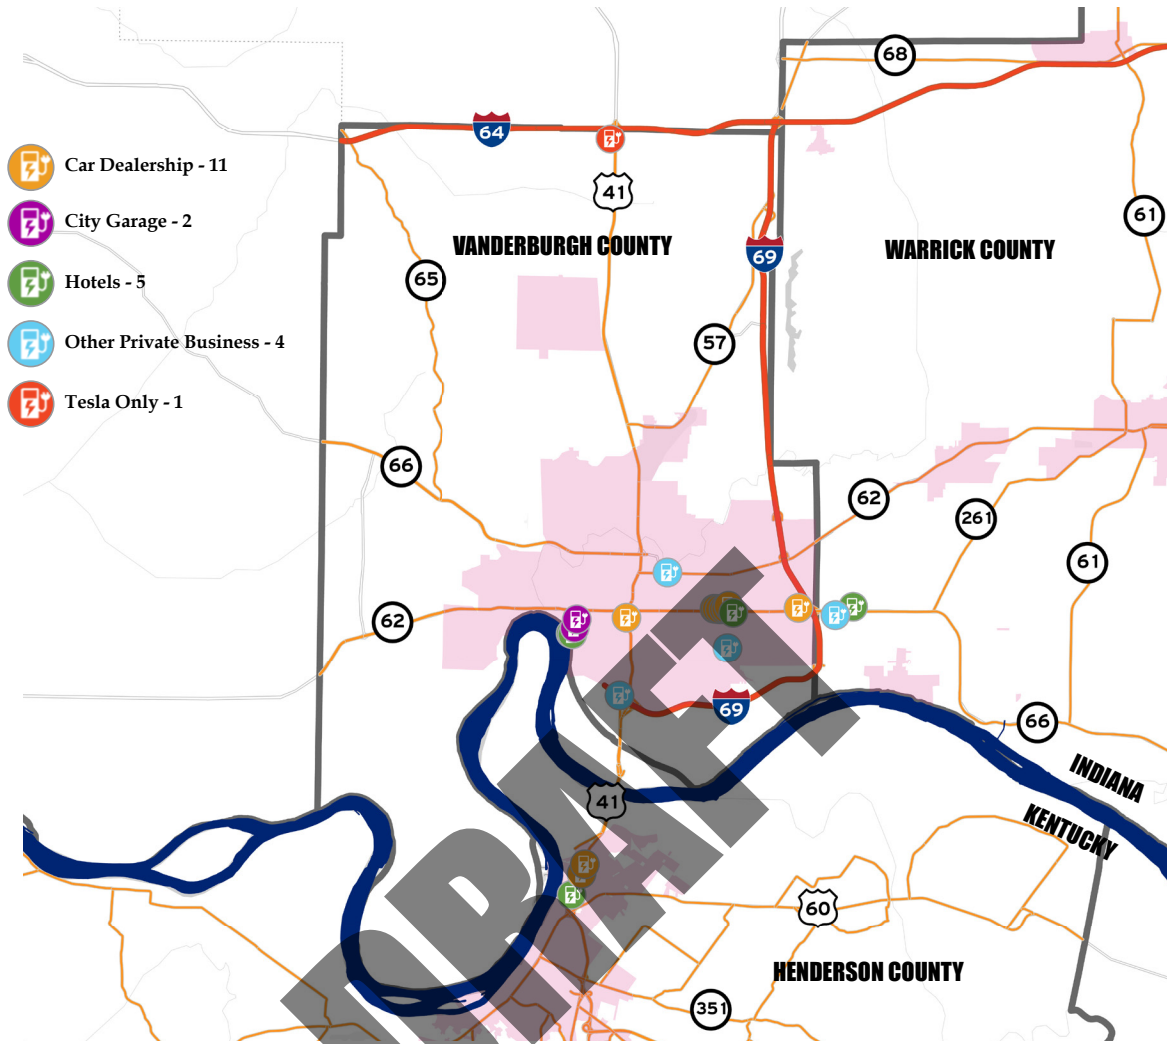 68
64
Car Dealership - 11
41
61
City Garage - 2
VANDERBURGH COUNTY
WARRICK COUNTY
69
Hotels - 5
65
Other Private Business - 4
57
Tesla Only - 1
66
62
261
61
62
69
66
INDIANA
41
KENTUCKY
60
HENDERSON COUNTY
351
DRAFT